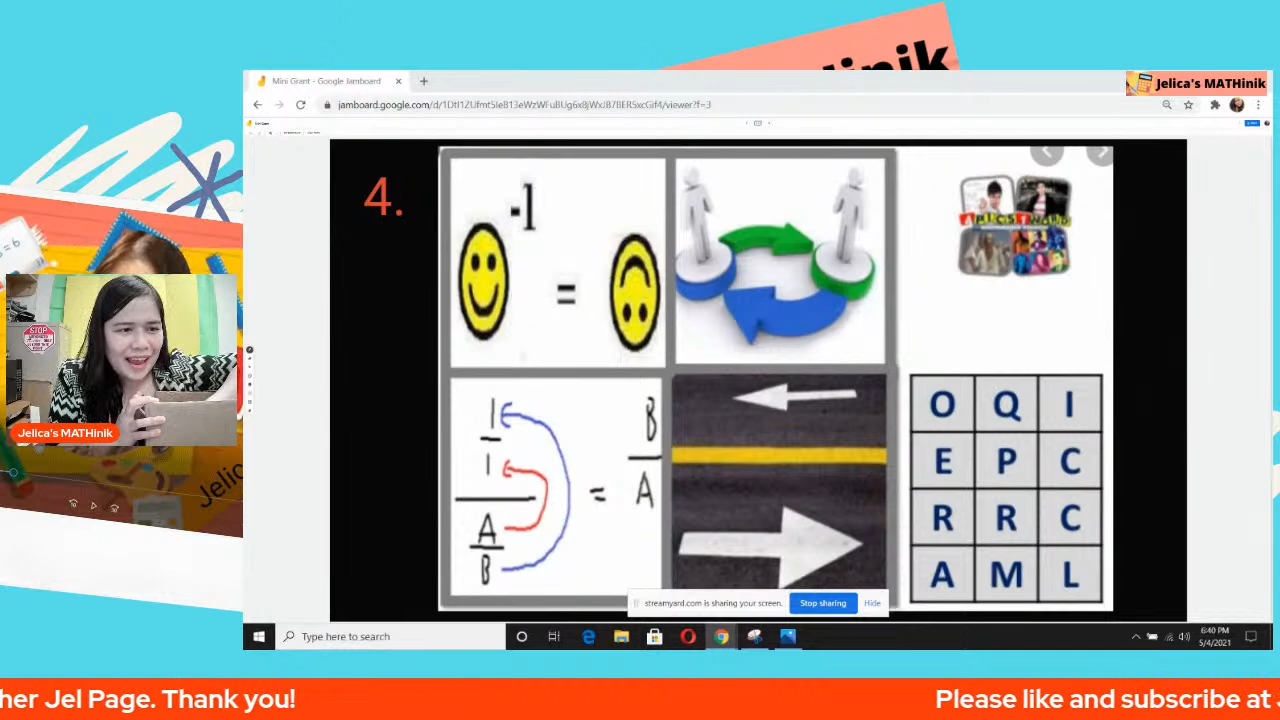 linik
Jelica's MATHinik
Mini Grant - Google Jamboard
4.
-1
=
1
1
A
B
=
B
A
O Q I
E P C
R R C
A M L
STOP
Jelica's MATHinik
streamyard.com is sharing your screen.
Stop sharing
Hide
Type here to search
6:40 PM
5/4/2021
her Jel Page. Thank you!
Please like and subscribe at J